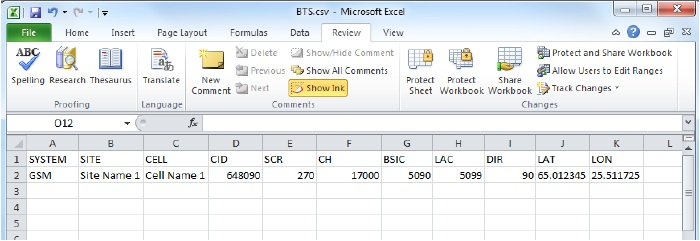 BTS.csv - Microsoft Excel
File Home Insert Page Layout Formulas Data Review View
ABC Delete Show/Hide Comment Protect and Share Workbook
Previous Show All Comments Allow Users to Edit Ranges
Spelling Research Thesaurus Translate New Comment Next Show Ink Protect Sheet Protect Workbook Share Workbook Track Changes
Proofing Language Comments Changes
O12 fx
A B C D E F G H I J K L
1 SYSTEM SITE CELL CID SCR CH BSIC LAC DIR LAT LON
2 GSM Site Name 1 Cell Name 1 648090 270 17000 5090 5099 90 65.012345 25.511725
3
4
5